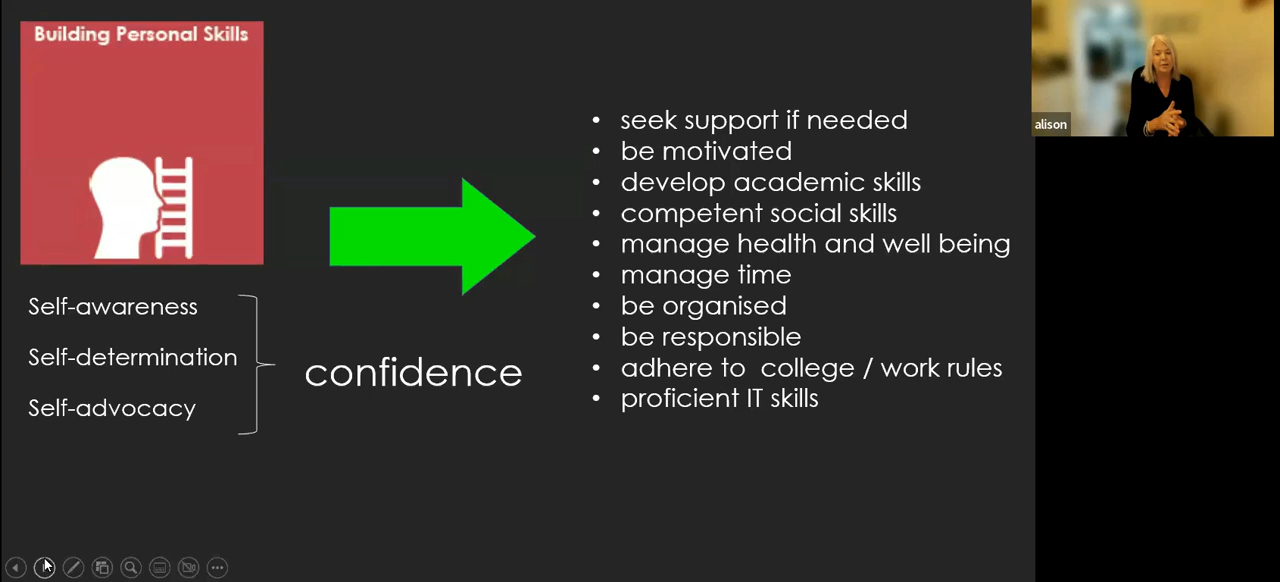 Building Personal Skills
Self-awareness
Self-determination
Self-advocacy
confidence
• seek support if needed
• be motivated
• develop academic skills
• competent social skills
• manage health and well being
• manage time
• be organised
• be responsible
• adhere to  college / work rules
• proficient IT skills
alison